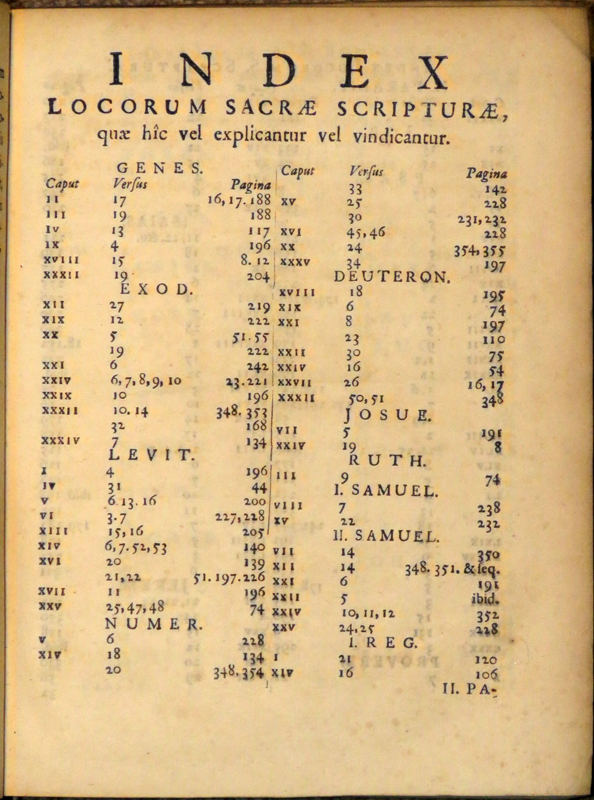 INDEX
LOCORUM SACRÆ SCRIPTURÆ,
quæ hîc vel explicantur vel vindicantur.
GENES.
Caput Versus Pagina
II 17 16, 17. 188
III 19 188
IV 13 117
IX 4 196
XVIII 15 8. 12
XXXII 19 204
EXOD.
XII 27 219
XIX 12 222
XX 5 51. 55
19 222
XXI 6 242
XXIV 6, 7, 8, 9, 10 23. 221
XXIX 10 196
XXXII 10. 14 348. 353
32 168
XXXIV 7 134
LEVIT.
I 4 196
IV 31 44
V 6 13. 16 200
VI 3. 7 227, 228
XIII 15, 16 205
XIV 6, 7. 52, 53 140
XVI 20 139
21, 22 51. 197. 226
XVII 11 196
XXV 25, 47, 48 74
NUMER.
V 6 228
XIV 18 134
20 348. 354
Caput Versus Pagina
33 142
XV 25 228
30 231, 232
XVI 45, 46 228
XX 24 354, 355
XXXV 34 197
DEUTERON.
XVIII 18 195
XIX 6 74
XXI 8 197
23 110
XXII 30 75
XXIV 16 54
XXVII 26 16, 17
XXXII 50, 51 348
JOSUE.
VII 5 191
XXIV 19 8
RUTH.
III 9 74
I. SAMUEL.
VIII 7 238
XV 22 232
II. SAMUEL.
VII 14 350
XII 14 348. 351. & seq.
XXI 6 191
XXII 5 ibid.
XXIV 10, 11, 12 352
XXV 24, 25 228
I. REG.
I 21 120
XIV 16 106
II. PA-